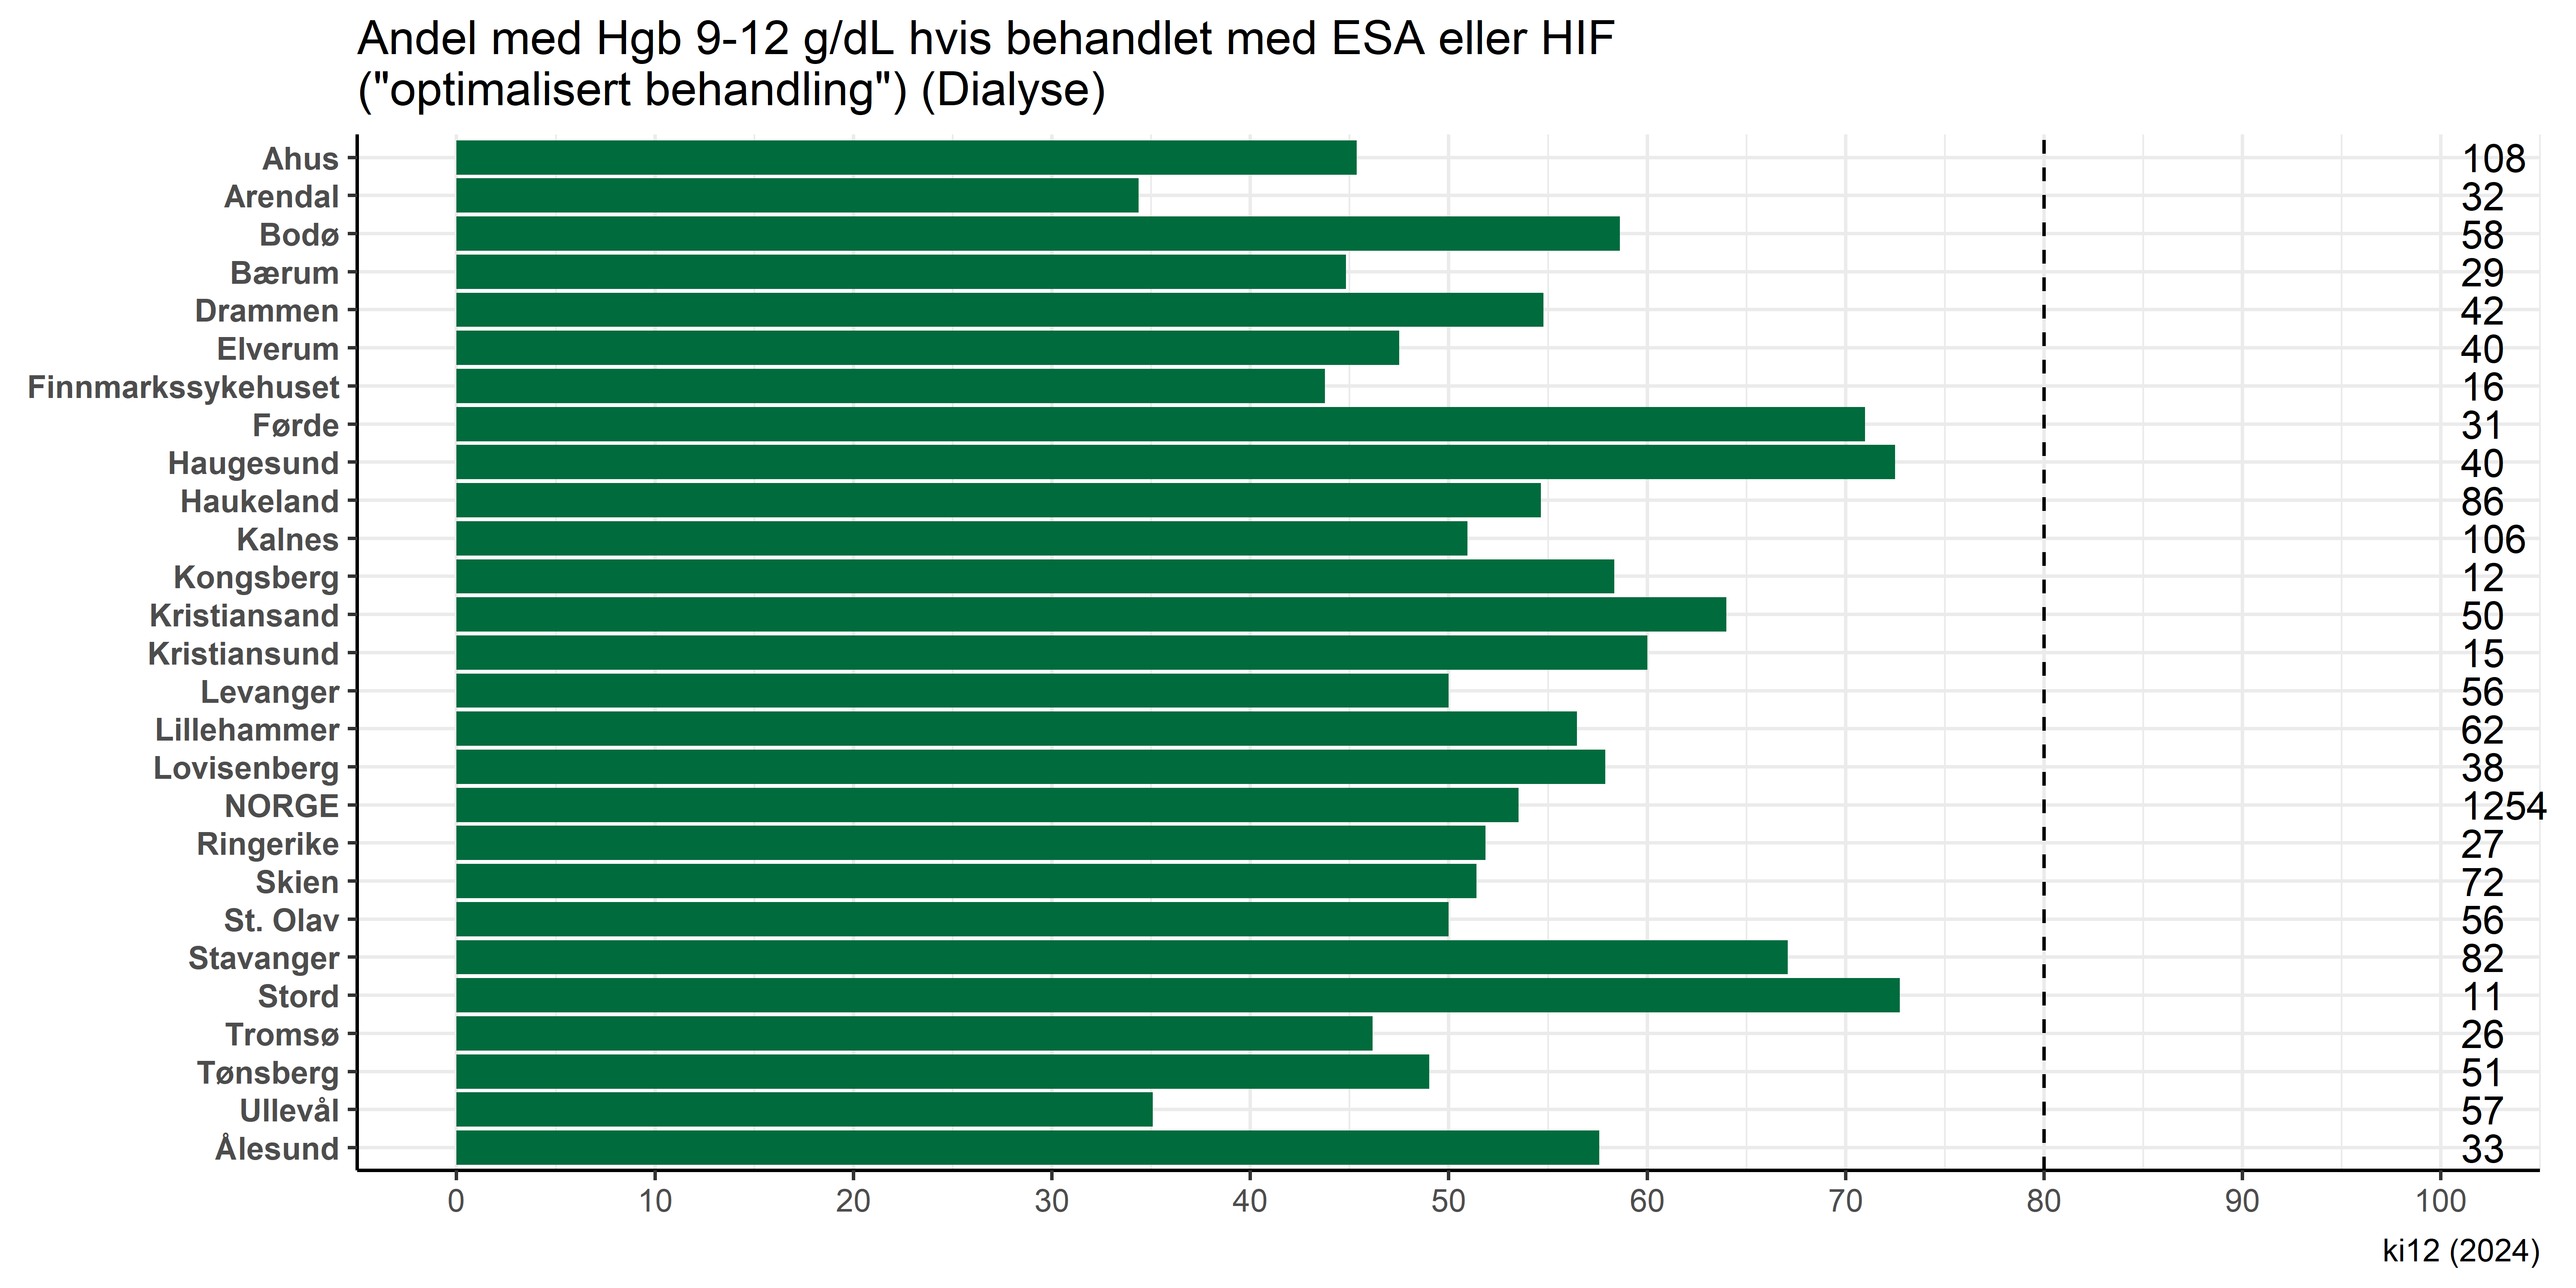 Andel med Hgb 9-12 g/dL hvis behandlet med ESA eller HIF
("optimalisert behandling") (Dialyse)
Ahus 108
Arendal 32
Bodø 58
Bærum 29
Drammen 42
Elverum 40
Finnmarkssykehuset 16
Førde 31
Haugesund 40
Haukeland 86
Kalnes 106
Kongsberg 12
Kristiansand 50
Kristiansund 15
Levanger 56
Lillehammer 62
Lovisenberg 38
NORGE 1254
Ringerike 27
Skien 72
St. Olav 56
Stavanger 82
Stord 11
Tromsø 26
Tønsberg 51
Ullevål 57
Ålesund 33
0 10 20 30 40 50 60 70 80 90 100
ki12 (2024)